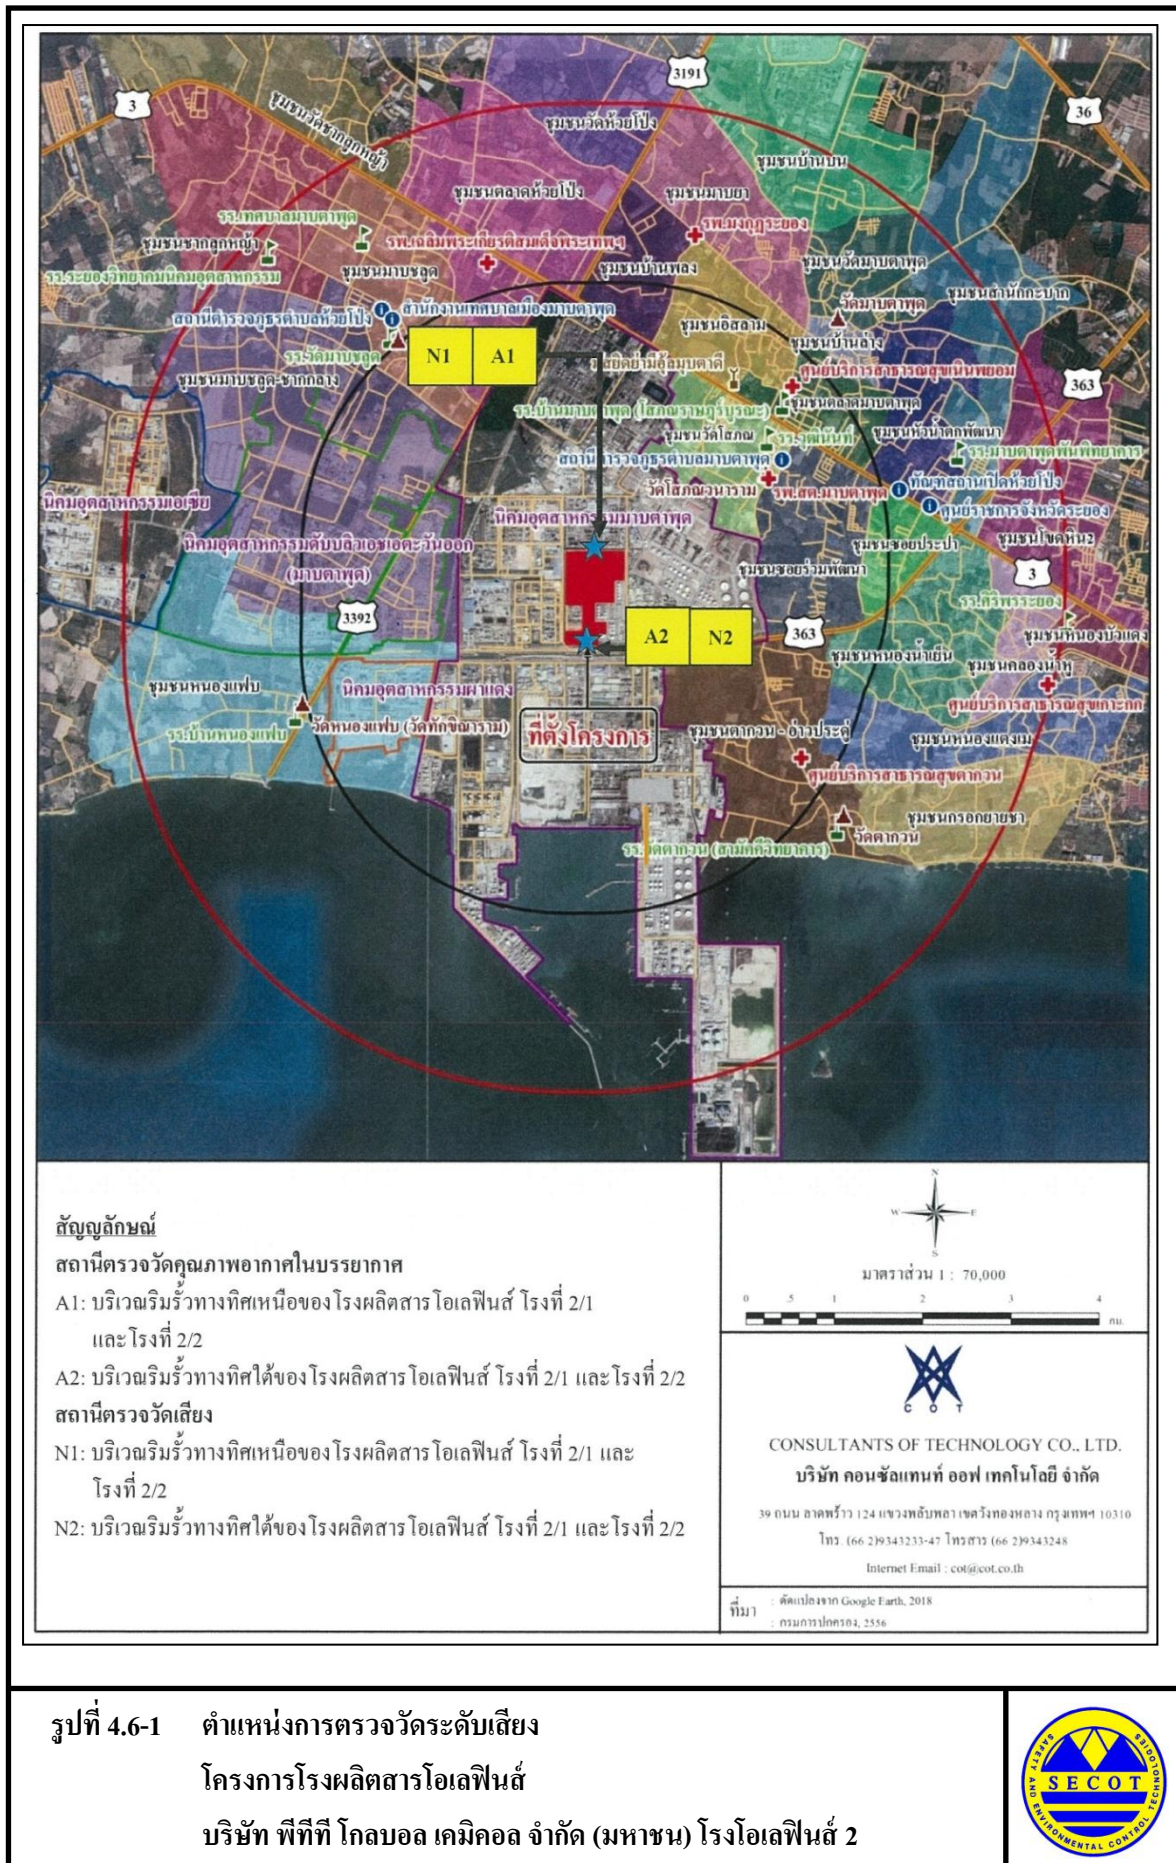 3191
3
36
ชุมชนวัดชากลูกหญ้า
ชุมชนวัดห้วยโป่ง
ชุมชนบ้านบน
ชุมชนตลาดห้วยโป่ง
ชุมชนมาบยา
รพ.มงกุฎระยอง
รร.เทศบาลมาบตาพุด
ชุมชนชากลูกหญ้า
รพ.เฉลิมพระเกียรติสมเด็จพระเทพฯ
ชุมชนวัดมาบตาพุด
รร.ระยองวิทยาคมนิคมอุตสาหกรรม
ชุมชนมาบชลูด
ชุมชนบ้านพลง
ชุมชนสำนักกะบาก
สถานีตำรวจภูธรตำบลห้วยโป่ง
สำนักงานเทศบาลเมืองมาบตาพุด
วัดมาบตาพุด
ชุมชนอิสลาม
ชุมชนบ้านล่าง
รร.วัดมาบชลูด
N1 A1
ศูนย์บริการสาธารณสุขเนินพยอม
ชุมชนมาบชลูด-ชากกลาง
363
รร.บ้านมาบตาพุด (โสภณราษฎร์บูรณะ)
ชุมชนตลาดมาบตาพุด
ชุมชนวัดโสภณ
รร.วุฒินันท์
ชุมชนหัวน้ำตกพัฒนา
รร.มาบตาพุดพันพิทยาคาร
สถานีตำรวจภูธรตำบลมาบตาพุด
วัดโสภณวนาราม
รพ.สต.มาบตาพุด
ทัณฑสถานเปิดห้วยโป่ง
ศูนย์ราชการจังหวัดระยอง
นิคมอุตสาหกรรมเอเชีย
นิคมอุตสาหกรรมมาบตาพุด
นิคมอุตสาหกรรมดับบลิวเอชเอตะวันออก
(มาบตาพุด)
ชุมชนซอยประปา
ชุมชนโขดหิน2
ชุมชนซอยร่วมพัฒนา
3
รร.ศิริพรระยอง
3392
A2 N2
363
ชุมชนหนองบัวแดง
ชุมชนหนองน้ำเย็น
ชุมชนคลองน้ำหู
ชุมชนหนองแฟบ
นิคมอุตสาหกรรมผาแดง
ศูนย์บริการสาธารณสุขเกาะกก
รร.บ้านหนองแฟบ
วัดหนองแฟบ (วัดทักขิณาราม)
ที่ตั้งโครงการ
ชุมชนตากวน - อ่าวประดู่
ชุมชนหนองแตงเม
ศูนย์บริการสาธารณสุขตากวน
ชุมชนกรอกยายชา
วัดตากวน
รร.วัดตากวน (สามัคคีวิทยาคาร)
สัญญลักษณ์
สถานีตรวจวัดคุณภาพอากาศในบรรยากาศ
A1: บริเวณริมรั้วทางทิศเหนือของโรงผลิตสารโอเลฟินส์ โรงที่ 2/1
และโรงที่ 2/2
A2: บริเวณริมรั้วทางทิศใต้ของโรงผลิตสารโอเลฟินส์ โรงที่ 2/1 และโรงที่ 2/2
สถานีตรวจวัดเสียง
N1: บริเวณริมรั้วทางทิศเหนือของโรงผลิตสารโอเลฟินส์ โรงที่ 2/1 และ
โรงที่ 2/2
N2: บริเวณริมรั้วทางทิศใต้ของโรงผลิตสารโอเลฟินส์ โรงที่ 2/1 และโรงที่ 2/2
N
W E
S
มาตราส่วน 1 : 70,000
0 .5 1 2 3 4
กม.
C O T
CONSULTANTS OF TECHNOLOGY CO., LTD.
บริษัท คอนซัลแทนท์ ออฟ เทคโนโลยี จำกัด
39 ถนน ลาดพร้าว 124 แขวงพลับพลา เขตวังทองหลาง กรุงเทพฯ 10310
โทร. (66 2)9343233-47 โทรสาร (66 2)9343248
Internet Email : cot@cot.co.th
ที่มา : ดัดแปลงจาก Google Earth, 2018
: กรมการปกครอง, 2556
รูปที่ 4.6-1 ตำแหน่งการตรวจวัดระดับเสียง
โครงการโรงผลิตสารโอเลฟินส์
บริษัท พีทีที โกลบอล เคมิคอล จำกัด (มหาชน) โรงโอเลฟินส์ 2
SECOT
SAFETY AND ENVIRONMENTAL CONTROL TECHNOLOGIES